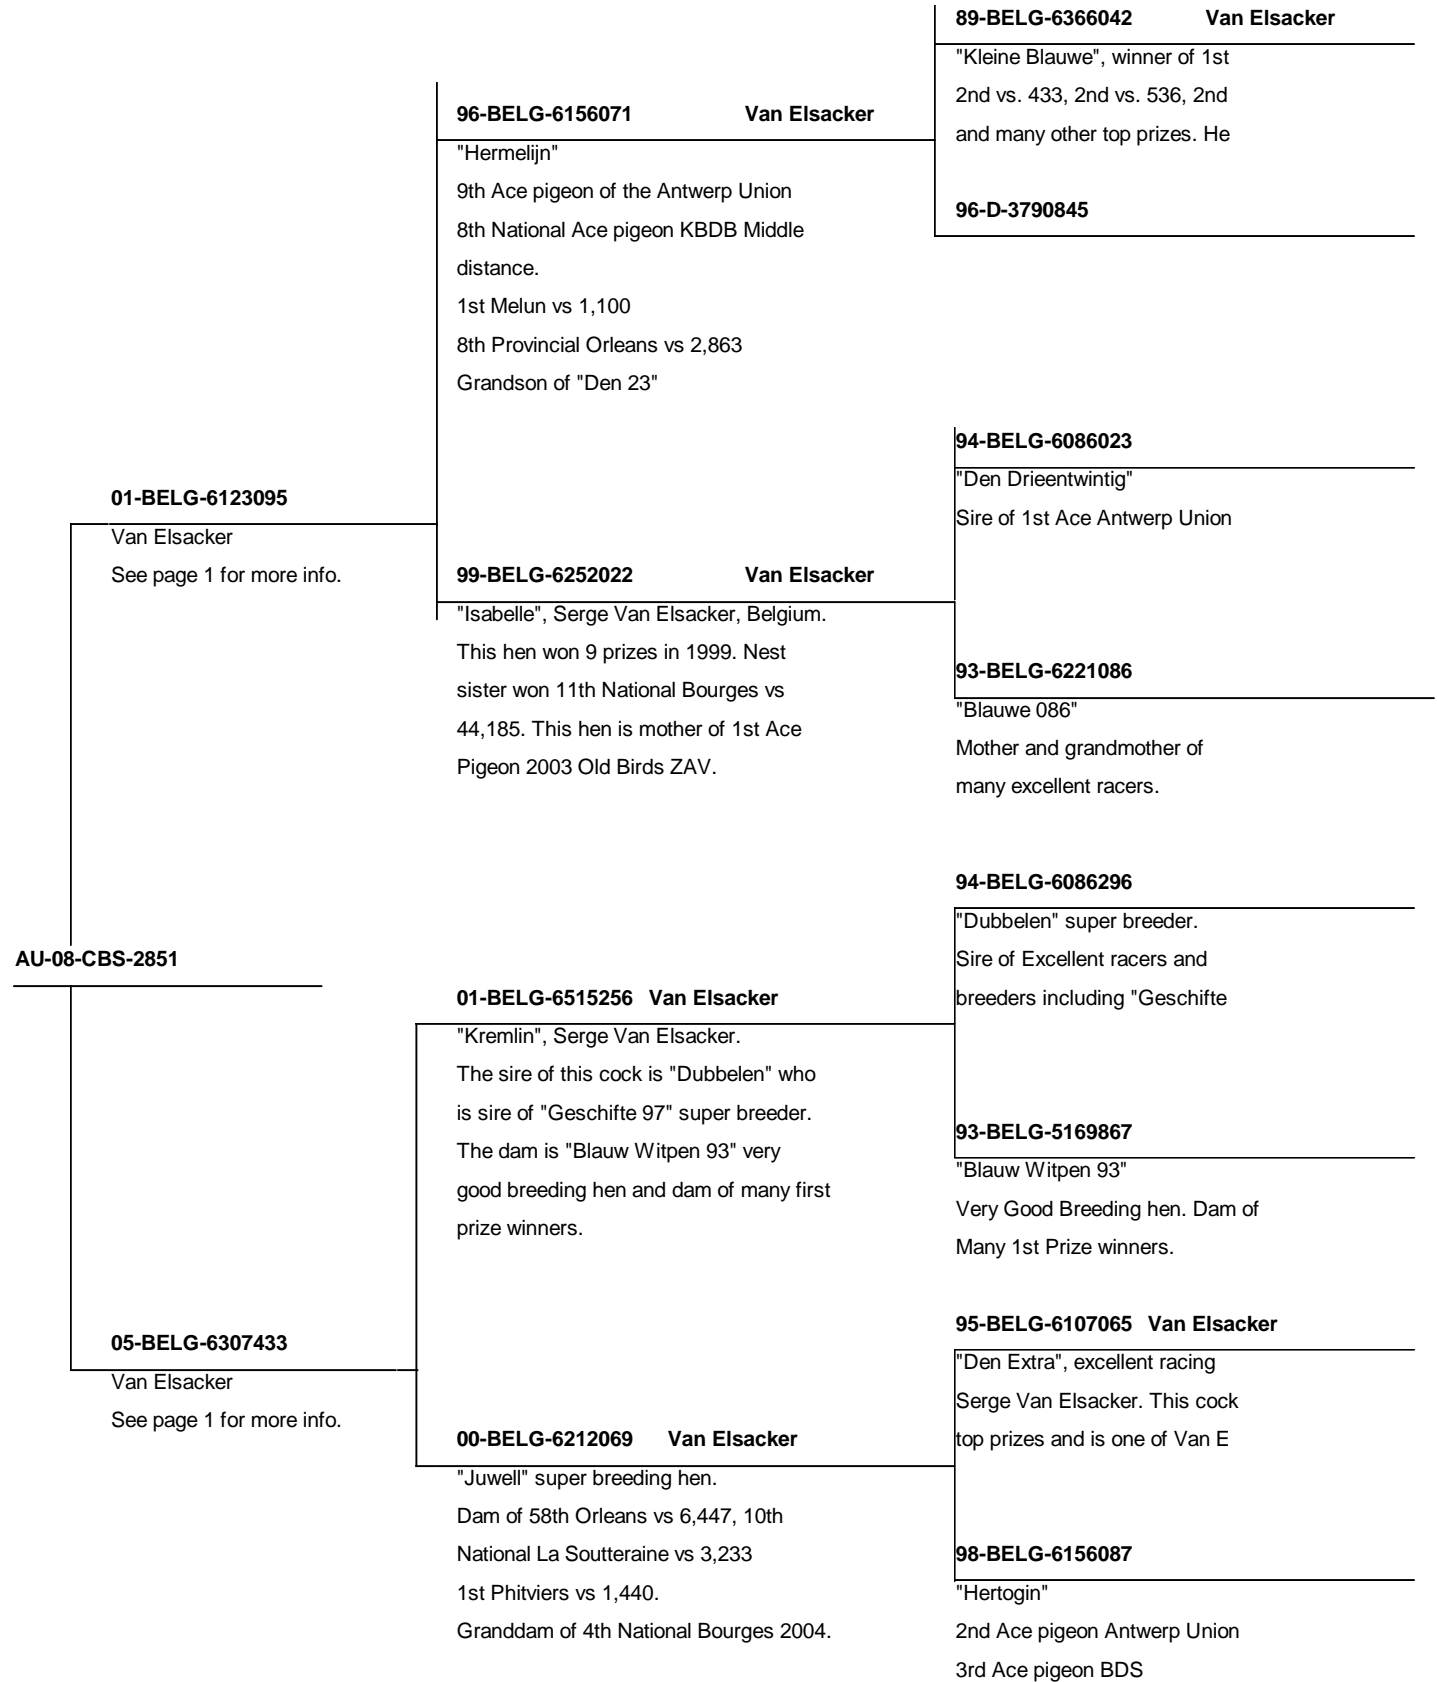 89-BELG-6366042 Van Elsacker
"Kleine Blauwe", winner of 1st
2nd vs. 433, 2nd vs. 536, 2nd
and many other top prizes. He
96-BELG-6156071 Van Elsacker
"Hermelijn"
9th Ace pigeon of the Antwerp Union
8th National Ace pigeon KBDB Middle
distance.
1st Melun vs 1,100
8th Provincial Orleans vs 2,863
Grandson of "Den 23"
96-D-3790845
94-BELG-6086023
"Den Drieentwintig"
Sire of 1st Ace Antwerp Union
01-BELG-6123095
Van Elsacker
See page 1 for more info.
99-BELG-6252022 Van Elsacker
"Isabelle", Serge Van Elsacker, Belgium.
This hen won 9 prizes in 1999. Nest
sister won 11th National Bourges vs
44,185. This hen is mother of 1st Ace
Pigeon 2003 Old Birds ZAV.
93-BELG-6221086
"Blauwe 086"
Mother and grandmother of
many excellent racers.
94-BELG-6086296
"Dubbelen" super breeder.
Sire of Excellent racers and
breeders including "Geschifte
AU-08-CBS-2851
01-BELG-6515256 Van Elsacker
"Kremlin", Serge Van Elsacker.
The sire of this cock is "Dubbelen" who
is sire of "Geschifte 97" super breeder.
The dam is "Blauw Witpen 93" very
good breeding hen and dam of many first
prize winners.
93-BELG-5169867
"Blauw Witpen 93"
Very Good Breeding hen. Dam of
Many 1st Prize winners.
95-BELG-6107065 Van Elsacker
"Den Extra", excellent racing
Serge Van Elsacker. This cock
top prizes and is one of Van E
05-BELG-6307433
Van Elsacker
See page 1 for more info.
00-BELG-6212069 Van Elsacker
"Juwell" super breeding hen.
Dam of 58th Orleans vs 6,447, 10th
National La Soutteraine vs 3,233
1st Phitviers vs 1,440.
Granddam of 4th National Bourges 2004.
98-BELG-6156087
"Hertogin"
2nd Ace pigeon Antwerp Union
3rd Ace pigeon BDS